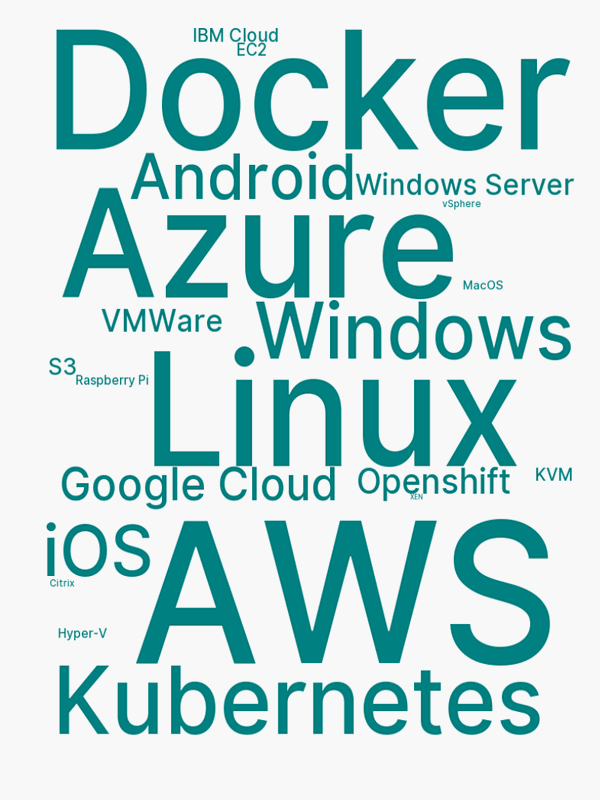 IBM Cloud
EC2
Docker
Android
Windows Server
vSphere
Azure
MacOS
VMWare
Windows
S3
Raspberry Pi
Linux
Google Cloud
Openshift
KVM
XEN
iOS
Citrix
AWS
Hyper-V
Kubernetes